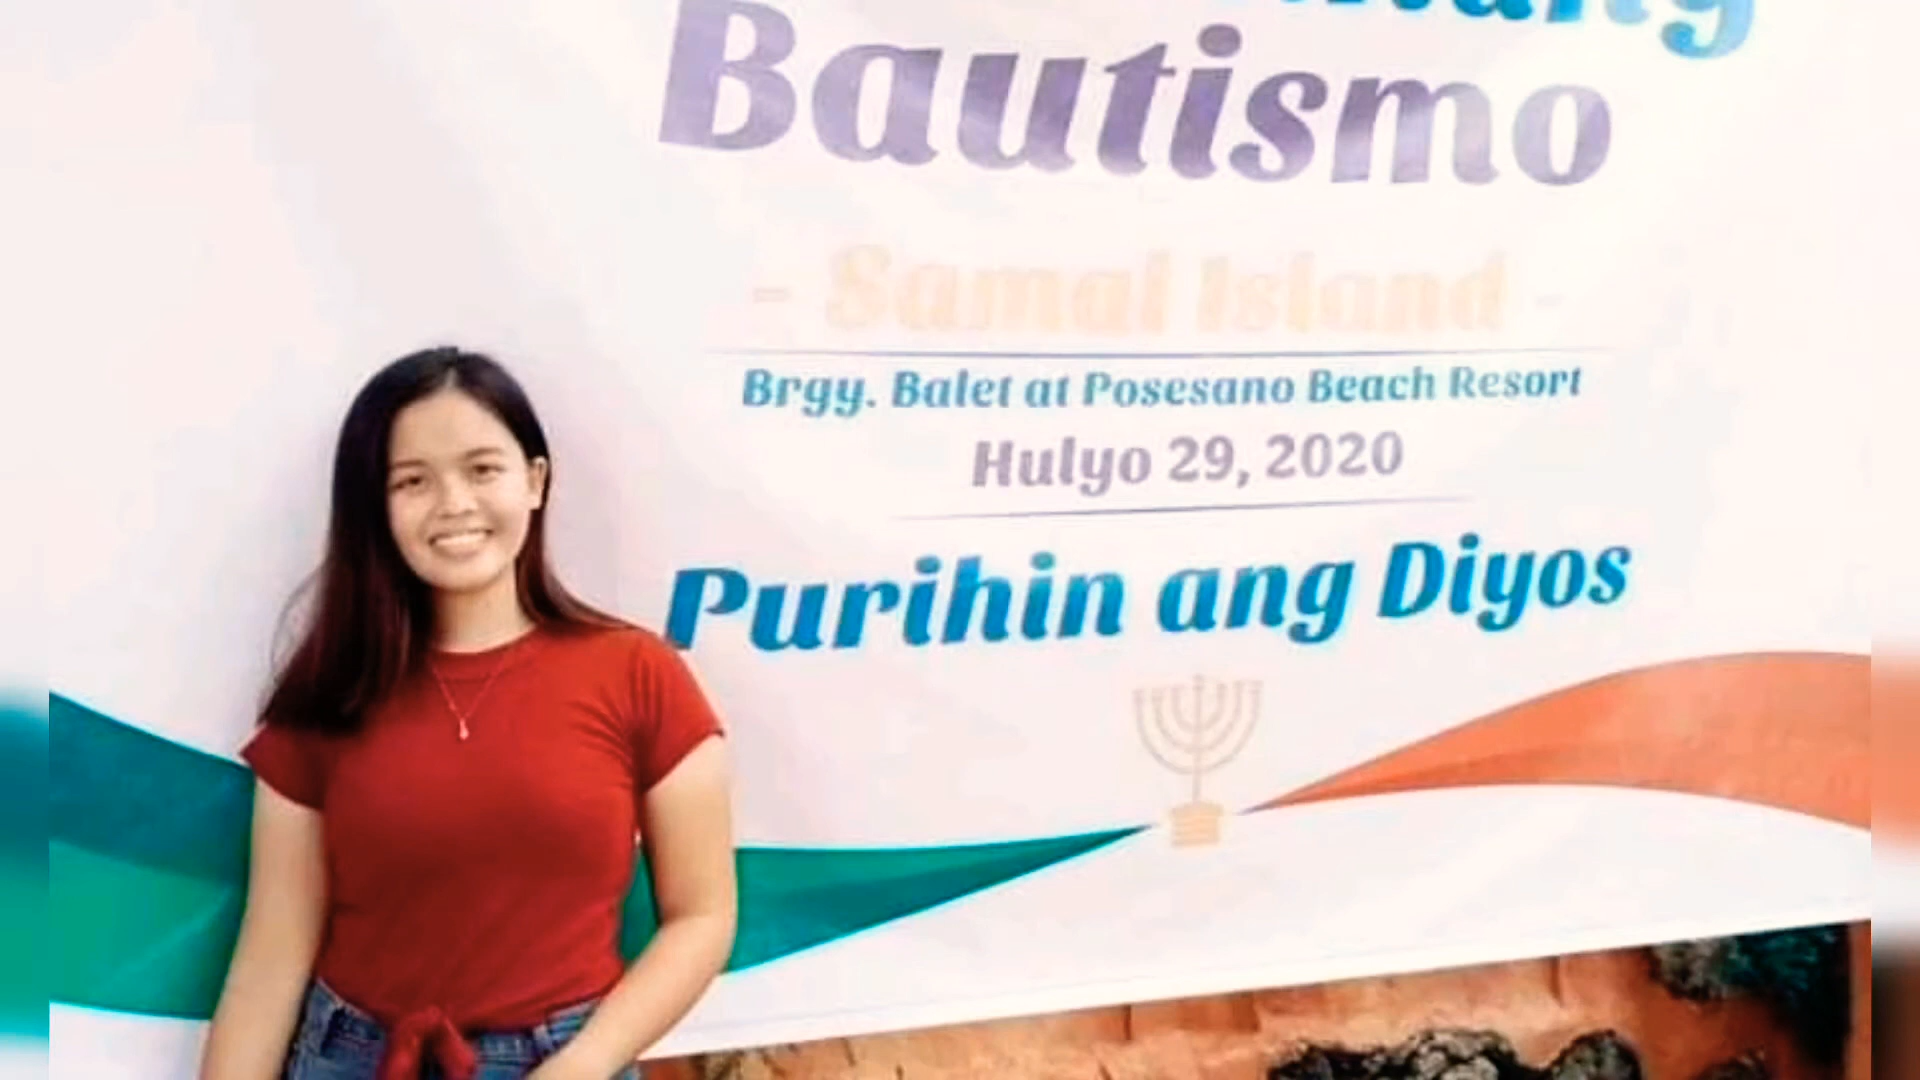 Bautismo
- Samal Island -
Brgy. Balet at Posesano Beach Resort
Hulyo 29, 2020
Purihin ang Diyos